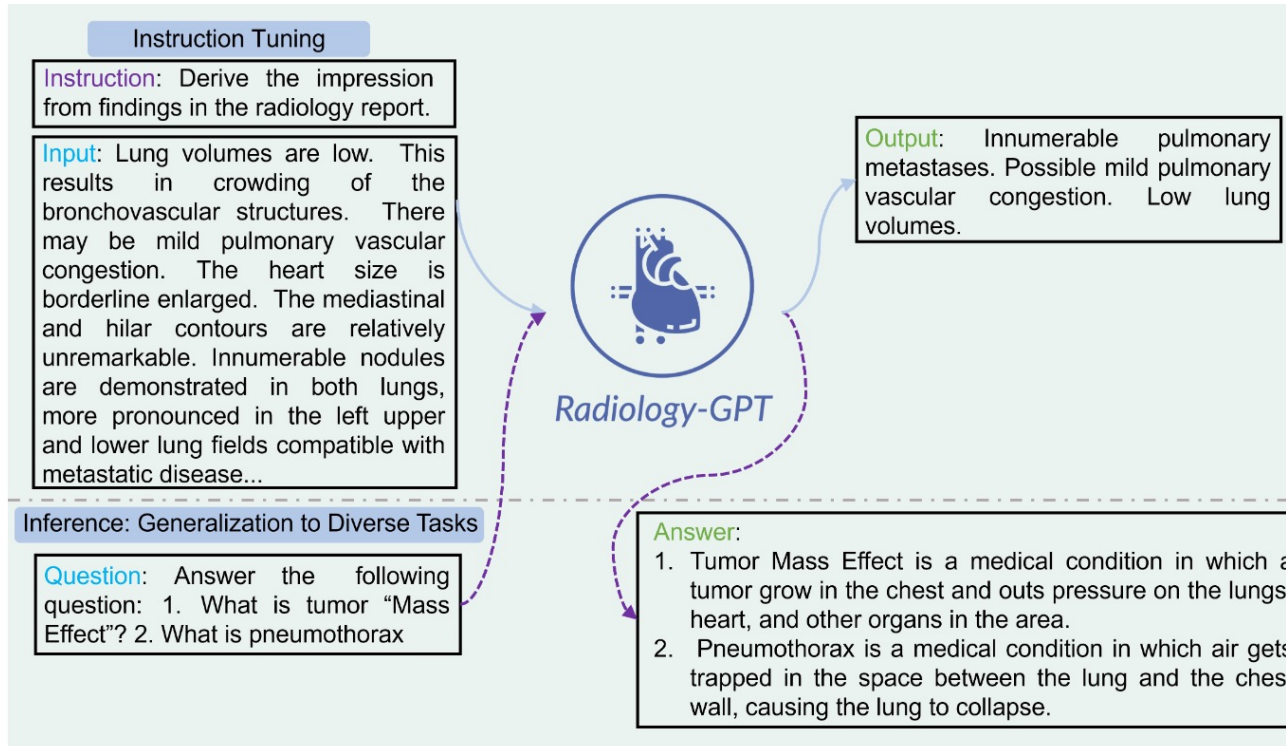 Instruction Tuning
Instruction: Derive the impression
from findings in the radiology report.
Input: Lung volumes are low. This
results in crowding of the
bronchovascular structures. There
may be mild pulmonary vascular
congestion. The heart size is
borderline enlarged. The mediastinal
and hilar contours are relatively
unremarkable. Innumerable nodules
are demonstrated in both lungs,
more pronounced in the left upper
and lower lung fields compatible with
metastatic disease...
Radiology-GPT
Output: Innumerable pulmonary
metastases. Possible mild pulmonary
vascular congestion. Low lung
volumes.
Inference: Generalization to Diverse Tasks
Question: Answer the following
question: 1. What is tumor “Mass
Effect”? 2. What is pneumothorax
Answer:
1. Tumor Mass Effect is a medical condition in which a
tumor grow in the chest and outs pressure on the lungs
heart, and other organs in the area.
2. Pneumothorax is a medical condition in which air gets
trapped in the space between the lung and the ches
wall, causing the lung to collapse.